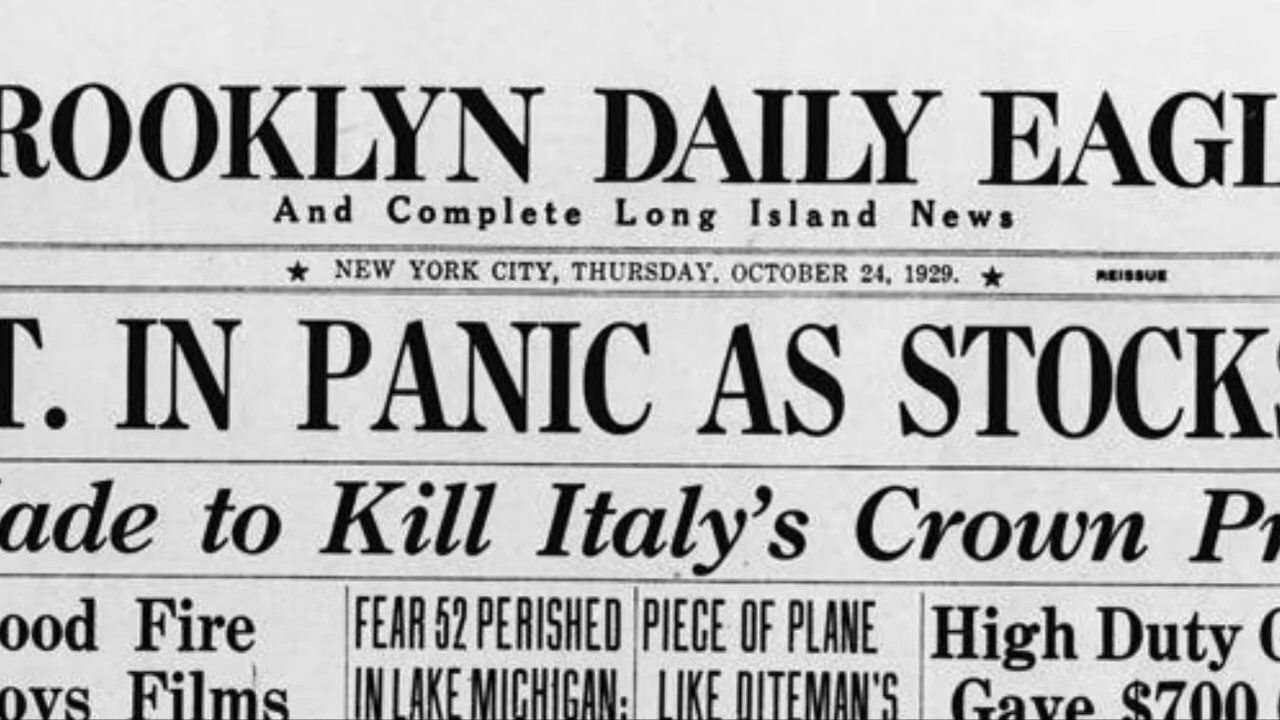 ROOKLYN DAILY EAGL
And Complete Long Island News
★ NEW YORK CITY, THURSDAY, OCTOBER 24, 1929. ★ REISSUE
T. IN PANIC AS STOCKS
ade to Kill Italy's Crown Pr
ood Fire
oys Films
FEAR 52 PERISHED
IN LAKE MICHIGAN;
PIECE OF PLANE
LIKE DITEMAN'S
High Duty O
Gave $700